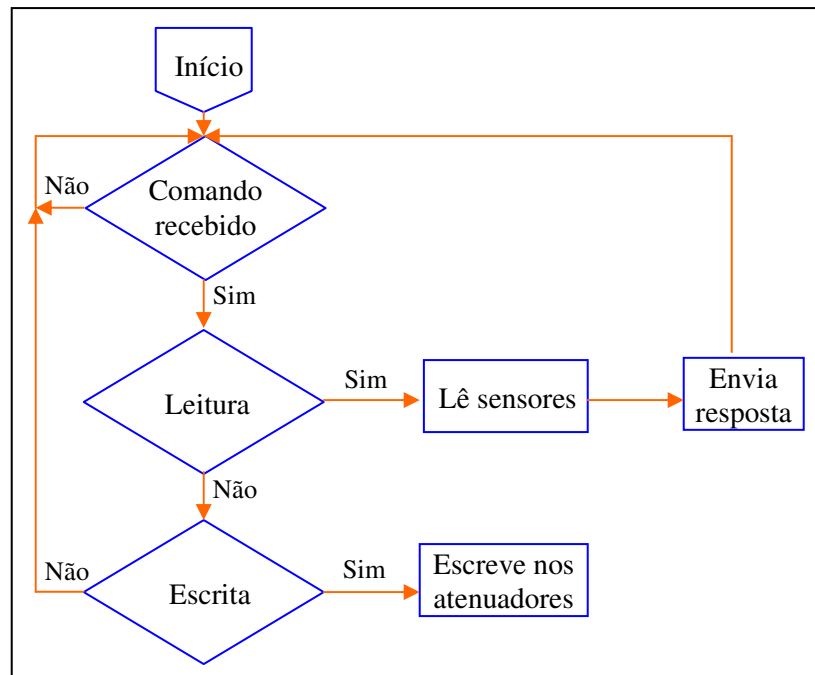 Início
Não
Comando
recebido
Sim
Leitura
Sim
Lê sensores
Envia
resposta
Não
Não
Escrita
Sim
Escreve nos
atenuadores